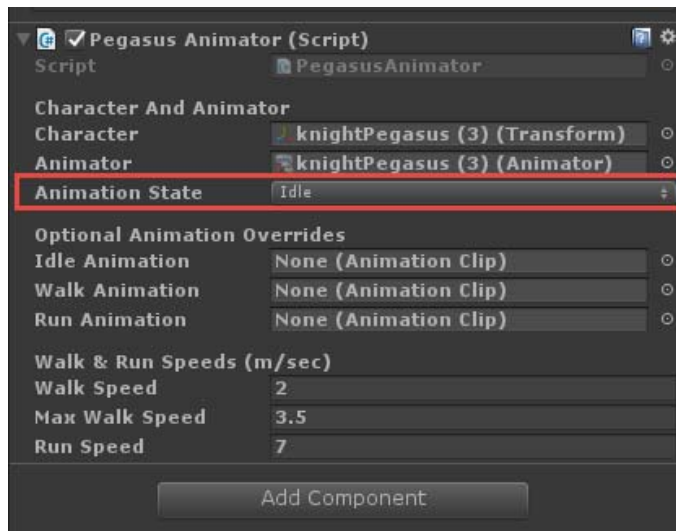 Pegasus Animator (Script)
Script PegasusAnimator
Character And Animator
Character knightPegasus (3) (Transform)
Animator knightPegasus (3) (Animator)
Animation State Idle
Optional Animation Overrides
Idle Animation None (Animation Clip)
Walk Animation None (Animation Clip)
Run Animation None (Animation Clip)
Walk & Run Speeds (m/sec)
Walk Speed 2
Max Walk Speed 3.5
Run Speed 7
Add Component